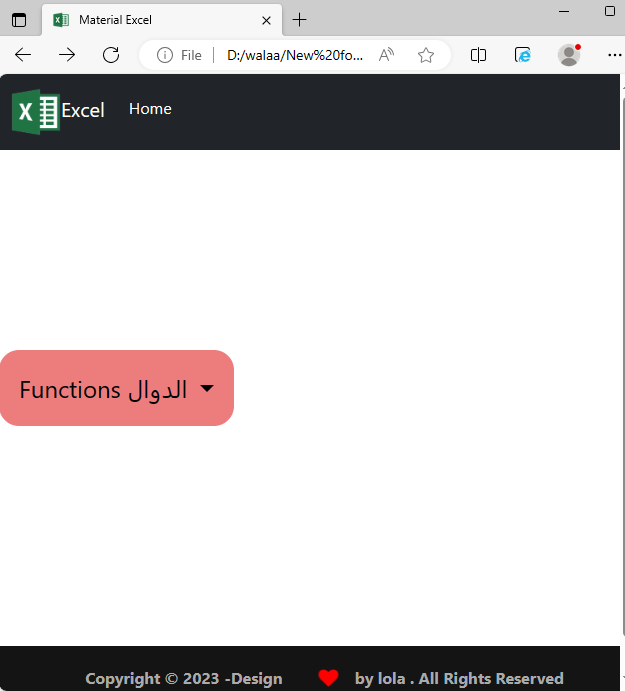 Material Excel
File D:/walaa/New%20fo...
X Excel Home
Functions الدوال
Copyright © 2023 -Design by lola . All Rights Reserved